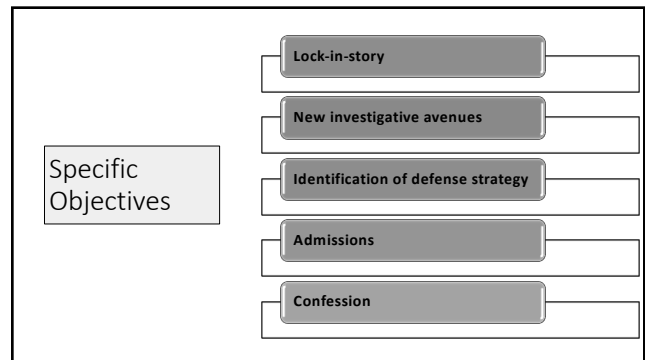 Specific
Objectives
Lock-in-story
New investigative avenues
Identification of defense strategy
Admissions
Confession